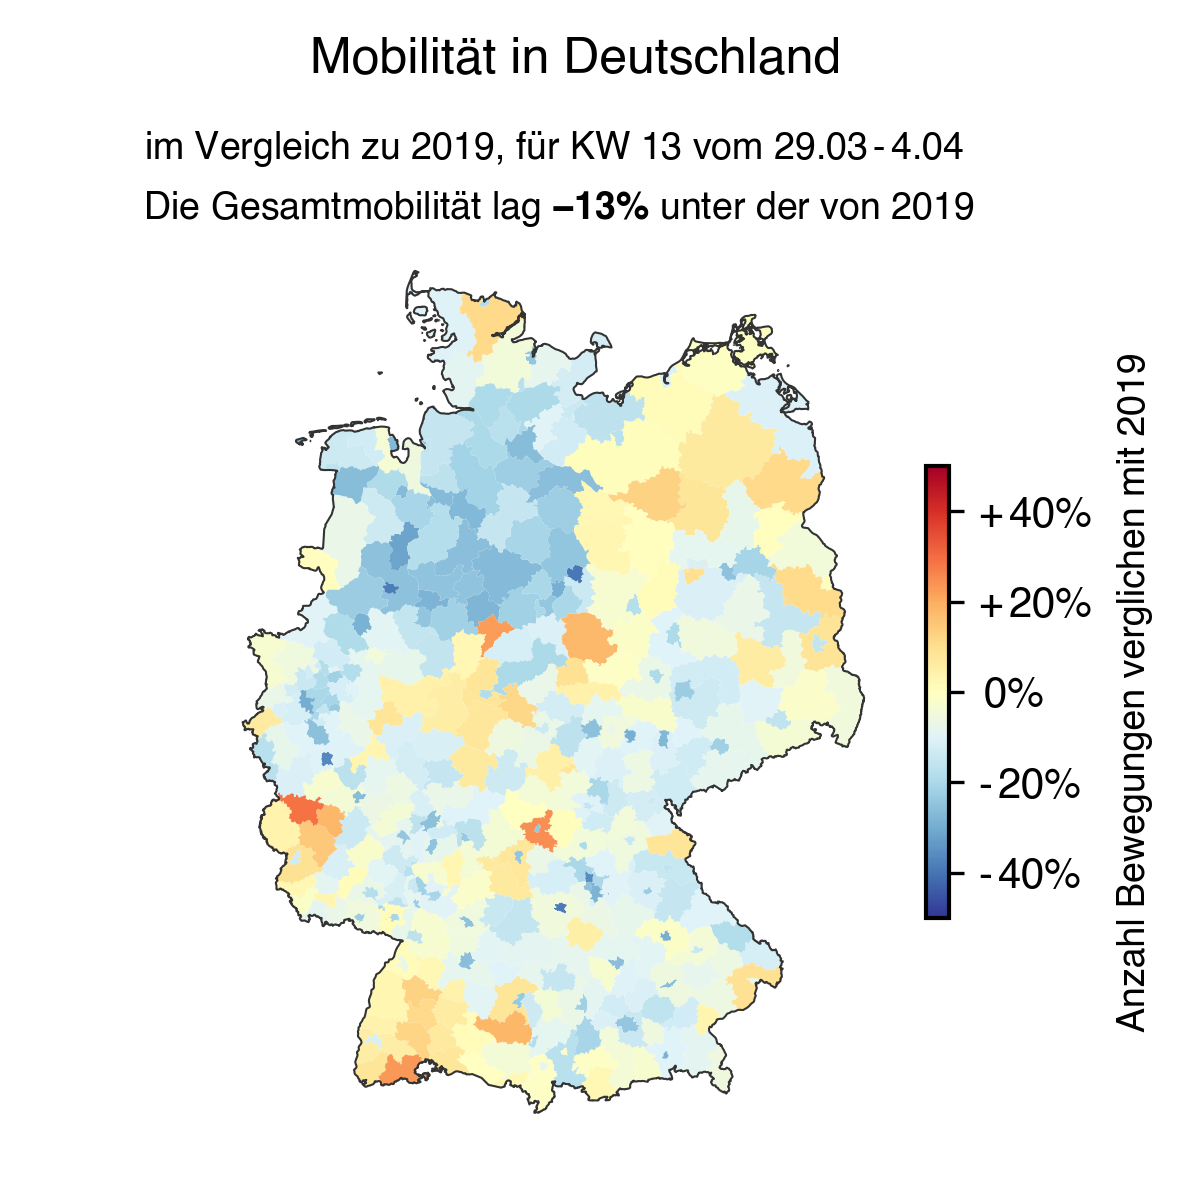 Mobilität in Deutschland
im Vergleich zu 2019, für KW 13 vom 29.03 - 4.04
Die Gesamtmobilität lag −13% unter der von 2019
+40%
+20%
0%
-20%
-40%
Anzahl Bewegungen verglichen mit 2019